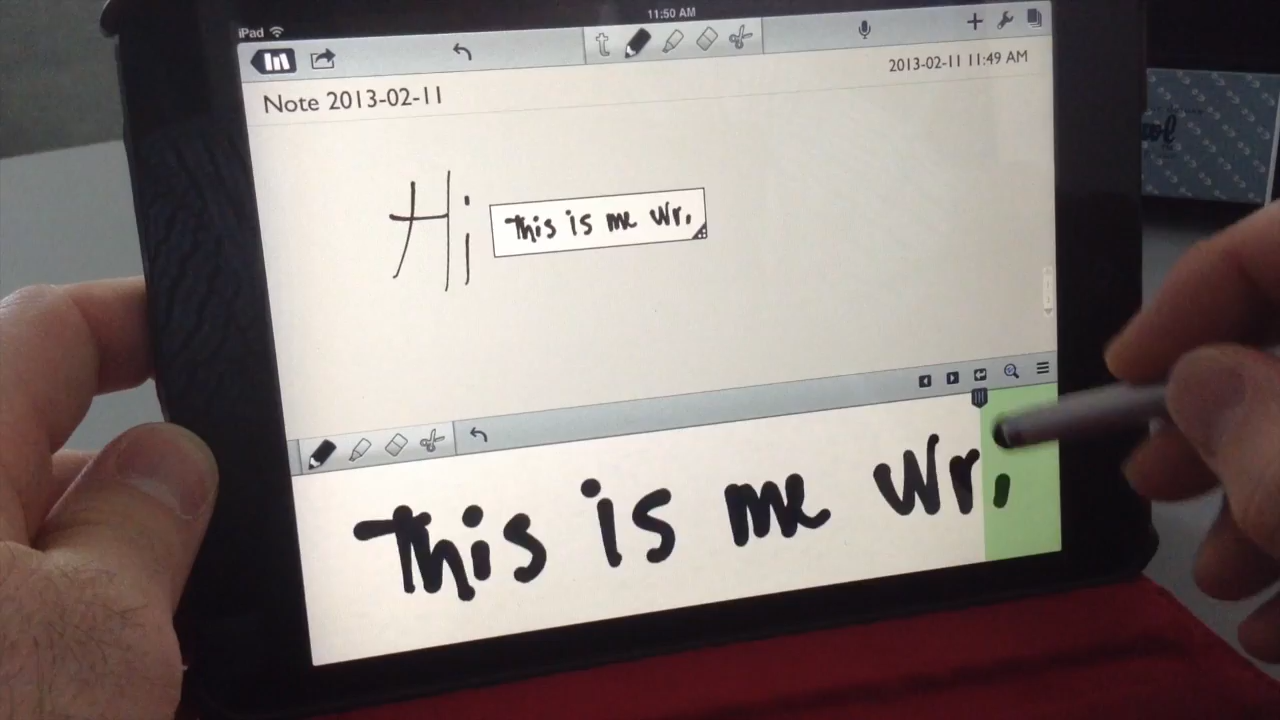 iPad 11:50 AM
t
2013-02-11 11:49 AM
Note 2013-02-11
Hi This is me wr.
This is me wr.